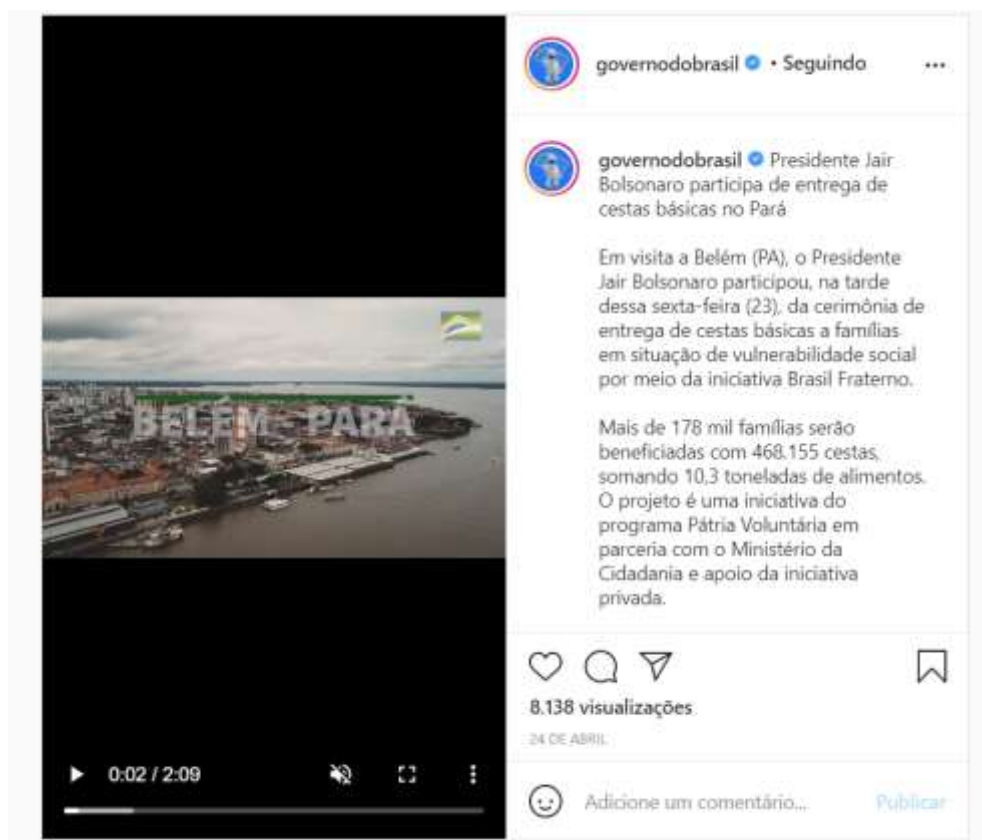 governodobrasil • Seguindo
governodobrasil Presidente Jair
Bolsonaro participa de entrega de
cestas básicas no Pará
Em visita a Belém (PA), o Presidente
Jair Bolsonaro participou, na tarde
dessa sexta-feira (23), da cerimônia de
entrega de cestas básicas a famílias
em situação de vulnerabilidade social
por meio da iniciativa Brasil Fraterno.
Mais de 178 mil famílias serão
beneficiadas com 468.155 cestas,
somando 10,3 toneladas de alimentos.
O projeto é uma iniciativa do
programa Pátria Voluntária em
parceria com o Ministério da
Cidadania e apoio da iniciativa
privada.
BELÉM - PARÁ
8.138 visualizações
24 DE ABRIL
0:02 / 2:09
Adicione um comentário... Publicar